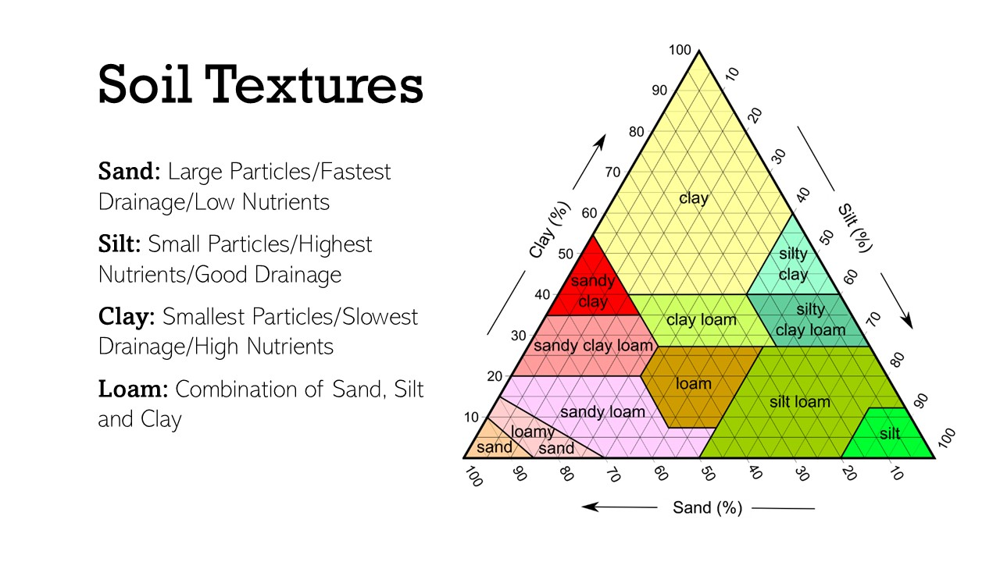 Soil Textures
Sand: Large Particles/Fastest
Drainage/Low Nutrients
Silt: Small Particles/Highest
Nutrients/Good Drainage
Clay: Smallest Particles/Slowest
Drainage/High Nutrients
Loam: Combination of Sand, Silt
and Clay
100
90
80
70
60
50
40
30
20
10
Clay (%)
10
20
30
40
50
60
70
80
90
100
Silt (%)
clay
silty
clay
sandy
clay
clay loam
silty
clay loam
sandy clay loam
loam
silt loam
sandy loam
silt
loamy
sand
sand
100
90
80
70
60
50
40
30
20
10
Sand (%)